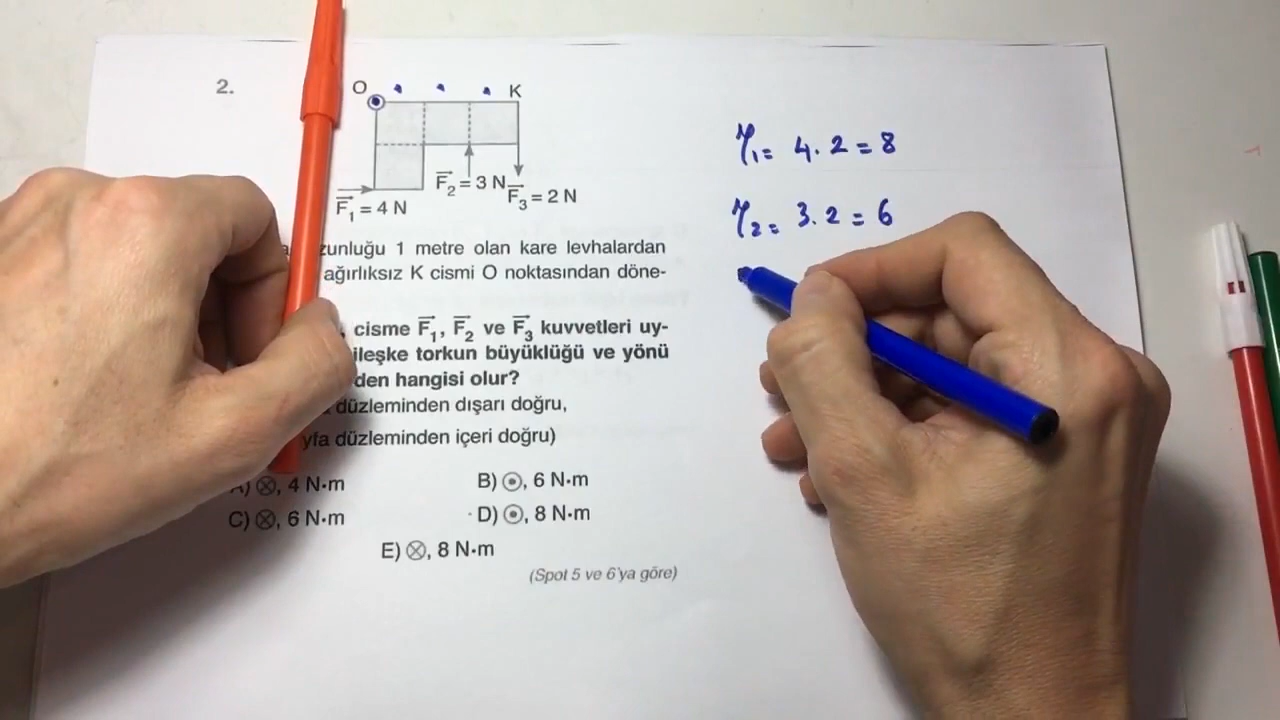 2.
O K
F₂ = 3 N
F₃ = 2 N
F₁ = 4 N
uzunluğu 1 metre olan kare levhalardan
ağırlıksız K cismi O noktasından döne-
cisme F₁, F₂ ve F₃ kuvvetleri uy-
ileşke torkun büyüklüğü ve yönü
den hangisi olur?
düzleminden dışarı doğru,
yfa düzleminden içeri doğru)
A) ⊗, 4 N·m B) ⊙, 6 N·m
C) ⊗, 6 N·m D) ⊙, 8 N·m
E) ⊗, 8 N·m
(Spot 5 ve 6'ya göre)
τ₁ = 4.2 = 8
τ₂ = 3.2 = 6